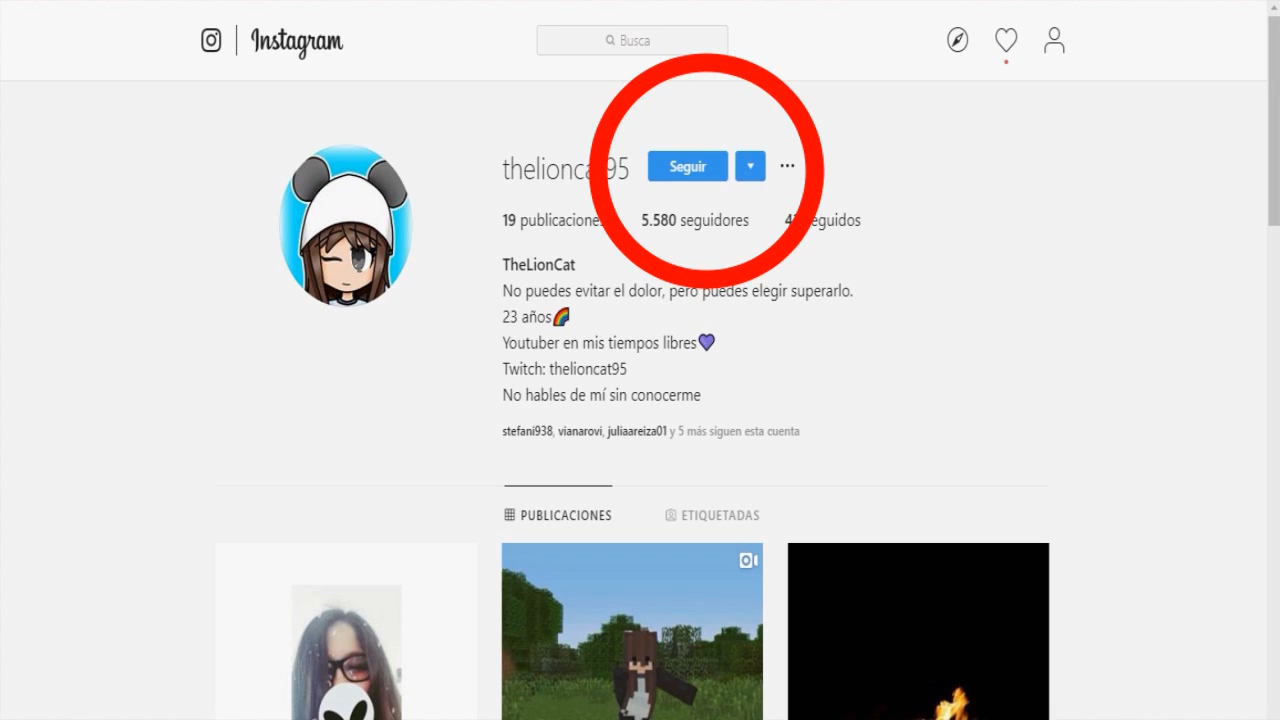 Instagram
Busca
thelioncat95
Seguir
19 publicaciones
5.580 seguidores
seguidos
TheLionCat
No puedes evitar el dolor, pero puedes elegir superarlo.
23 años🌈
Youtuber en mis tiempos libres💜
Twitch: thelioncat95
No hables de mí sin conocerme
stefani938, vianarovi, juliaareiza01 y 5 más siguen esta cuenta
PUBLICACIONES
ETIQUETADAS